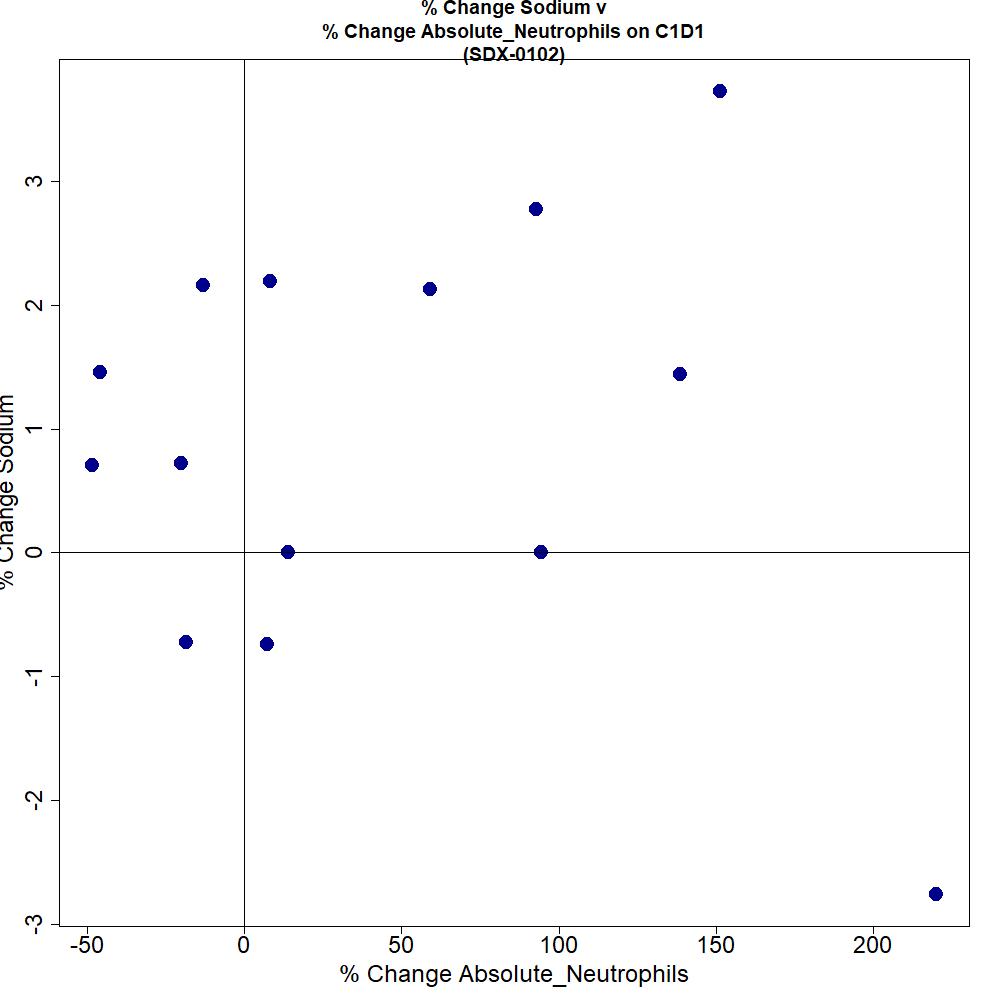 % Change Sodium v
% Change Absolute_Neutrophils on C1D1
(SDX-0102)
% Change Sodium
3
2
1
0
-1
-2
-3
-50
0
50
100
150
200
% Change Absolute_Neutrophils